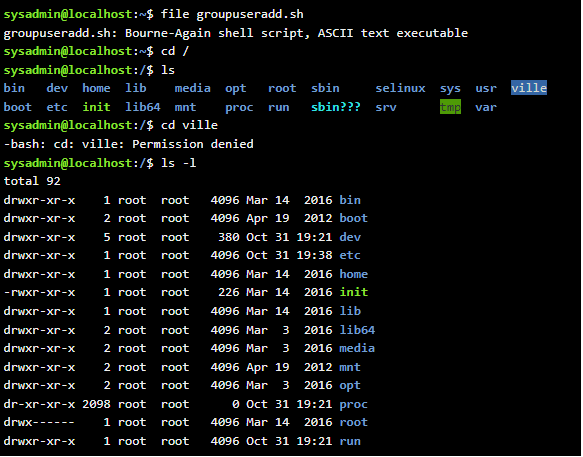 sysadmin@localhost:~$ file groupuseradd.sh
groupuseradd.sh: Bourne-Again shell script, ASCII text executable
sysadmin@localhost:~$ cd /
sysadmin@localhost:/$ ls
bin   dev  home  lib    media  opt   root  sbin     selinux  sys  usr  ville
boot  etc  init  lib64  mnt    proc  run   sbin???  srv      tmp  var
sysadmin@localhost:/$ cd ville
-bash: cd: ville: Permission denied
sysadmin@localhost:/$ ls -l
total 92
drwxr-xr-x    1 root  root   4096 Mar 14  2016 bin
drwxr-xr-x    2 root  root   4096 Apr 19  2012 boot
drwxr-xr-x    5 root  root    380 Oct 31 19:21 dev
drwxr-xr-x    1 root  root   4096 Oct 31 19:38 etc
drwxr-xr-x    1 root  root   4096 Mar 14  2016 home
-rwxr-xr-x    1 root  root    226 Mar 14  2016 init
drwxr-xr-x    1 root  root   4096 Mar 14  2016 lib
drwxr-xr-x    2 root  root   4096 Mar  3  2016 lib64
drwxr-xr-x    2 root  root   4096 Mar  3  2016 media
drwxr-xr-x    2 root  root   4096 Apr 19  2012 mnt
drwxr-xr-x    2 root  root   4096 Mar  3  2016 opt
dr-xr-xr-x 2098 root  root      0 Oct 31 19:21 proc
drwx------    1 root  root   4096 Mar 14  2016 root
drwxr-xr-x    1 root  root   4096 Oct 31 19:21 run